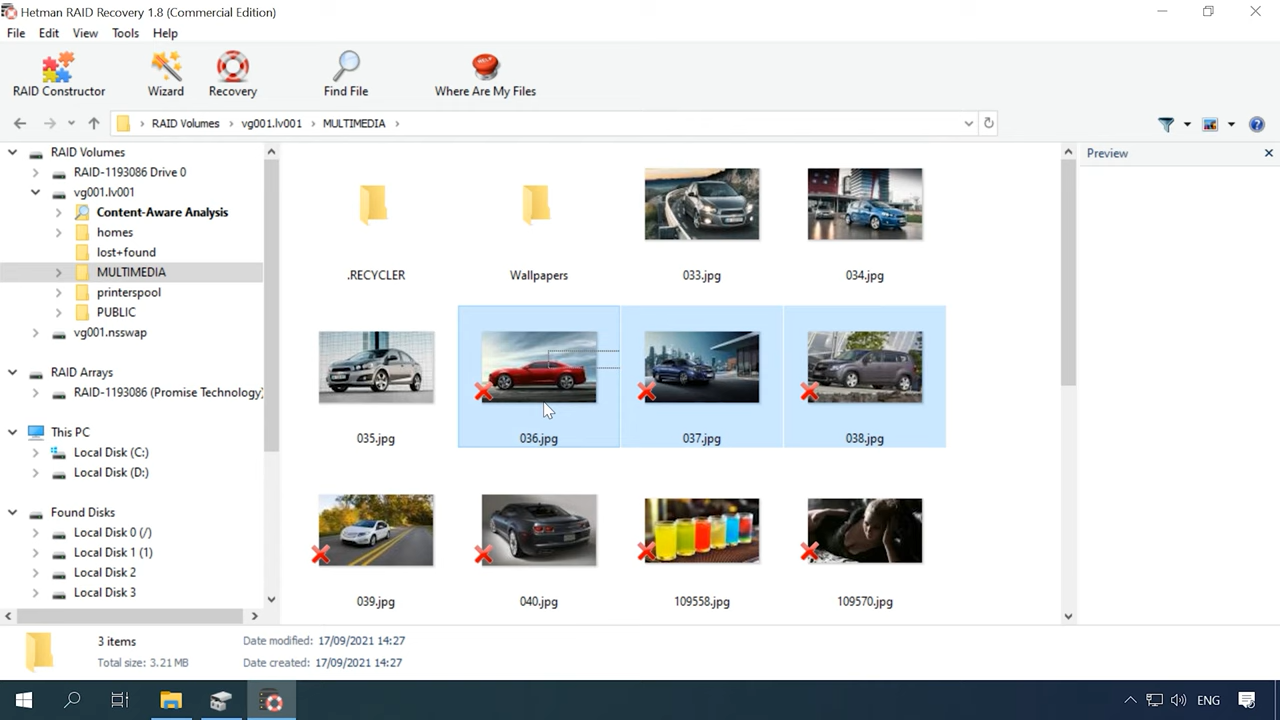 Hetman RAID Recovery 1.8 (Commercial Edition)
File Edit View Tools Help
RAID Constructor Wizard Recovery Find File Where Are My Files
RAID Volumes > vg001.lv001 > MULTIMEDIA >
RAID Volumes
RAID-1193086 Drive 0
vg001.lv001
Content-Aware Analysis
homes
lost+found
MULTIMEDIA
printerspool
PUBLIC
vg001.nsswap
RAID Arrays
RAID-1193086 (Promise Technology)
This PC
Local Disk (C:)
Local Disk (D:)
Found Disks
Local Disk 0 (/)
Local Disk 1 (1)
Local Disk 2
Local Disk 3
.RECYCLER Wallpapers 033.jpg 034.jpg
035.jpg 036.jpg 037.jpg 038.jpg
039.jpg 040.jpg 109558.jpg 109570.jpg
Preview
3 items Date modified: 17/09/2021 14:27
Total size: 3.21 MB Date created: 17/09/2021 14:27
ENG